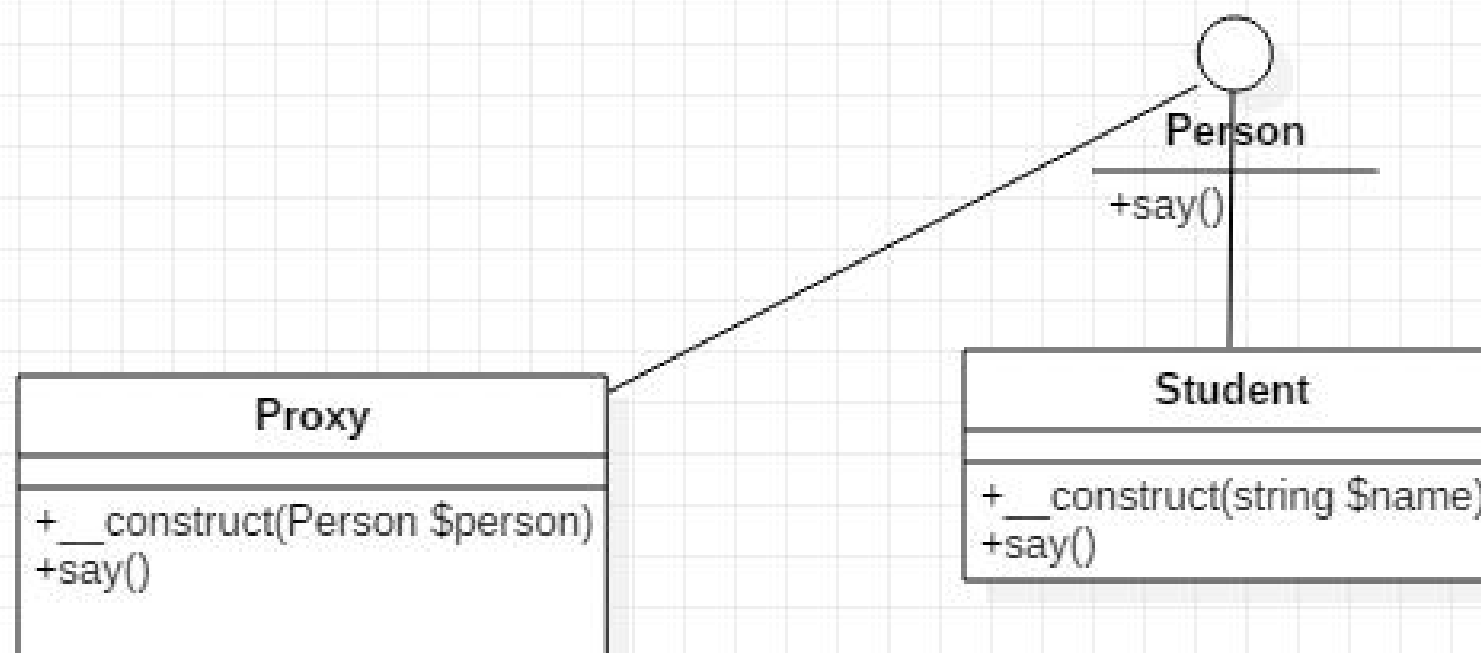 Person
+say()
Proxy
+__construct(Person $person)
+say()
Student
+__construct(string $name)
+say()